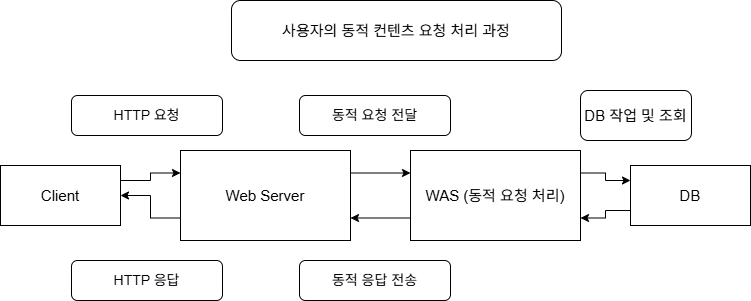 사용자의 동적 컨텐츠 요청 처리 과정
HTTP 요청
동적 요청 전달
DB 작업 및 조회
Client
Web Server
WAS (동적 요청 처리)
DB
HTTP 응답
동적 응답 전송